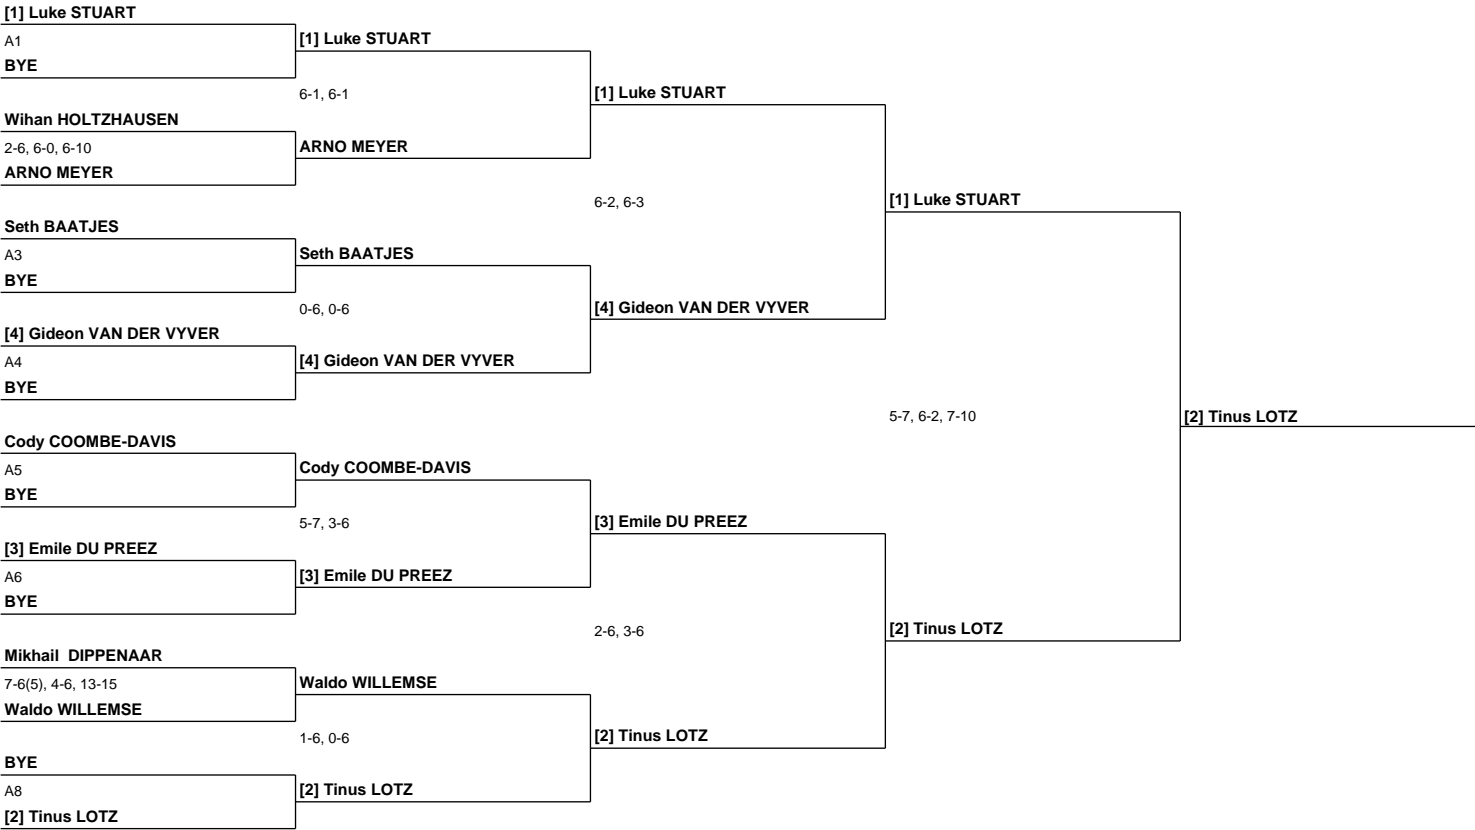 [1] Luke STUART
A1
BYE
Wihan HOLTZHAUSEN
2-6, 6-0, 6-10
ARNO MEYER
Seth BAATJES
A3
BYE
[4] Gideon VAN DER VYVER
A4
BYE
Cody COOMBE-DAVIS
A5
BYE
[3] Emile DU PREEZ
A6
BYE
Mikhail  DIPPENAAR
7-6(5), 4-6, 13-15
Waldo WILLEMSE
BYE
A8
[2] Tinus LOTZ
[1] Luke STUART
6-1, 6-1
ARNO MEYER
Seth BAATJES
0-6, 0-6
[4] Gideon VAN DER VYVER
Cody COOMBE-DAVIS
5-7, 3-6
[3] Emile DU PREEZ
Waldo WILLEMSE
1-6, 0-6
[2] Tinus LOTZ
[1] Luke STUART
6-2, 6-3
[4] Gideon VAN DER VYVER
[3] Emile DU PREEZ
2-6, 3-6
[2] Tinus LOTZ
[1] Luke STUART
5-7, 6-2, 7-10
[2] Tinus LOTZ
[2] Tinus LOTZ